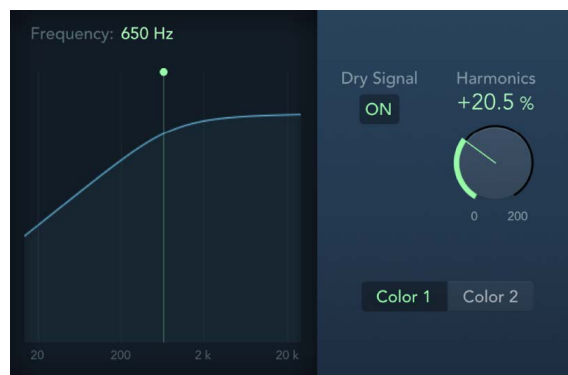 Frequency: 650 Hz
20 200 2 k 20 k
Dry Signal
ON
Harmonics
+20.5 %
0 200
Color 1 Color 2